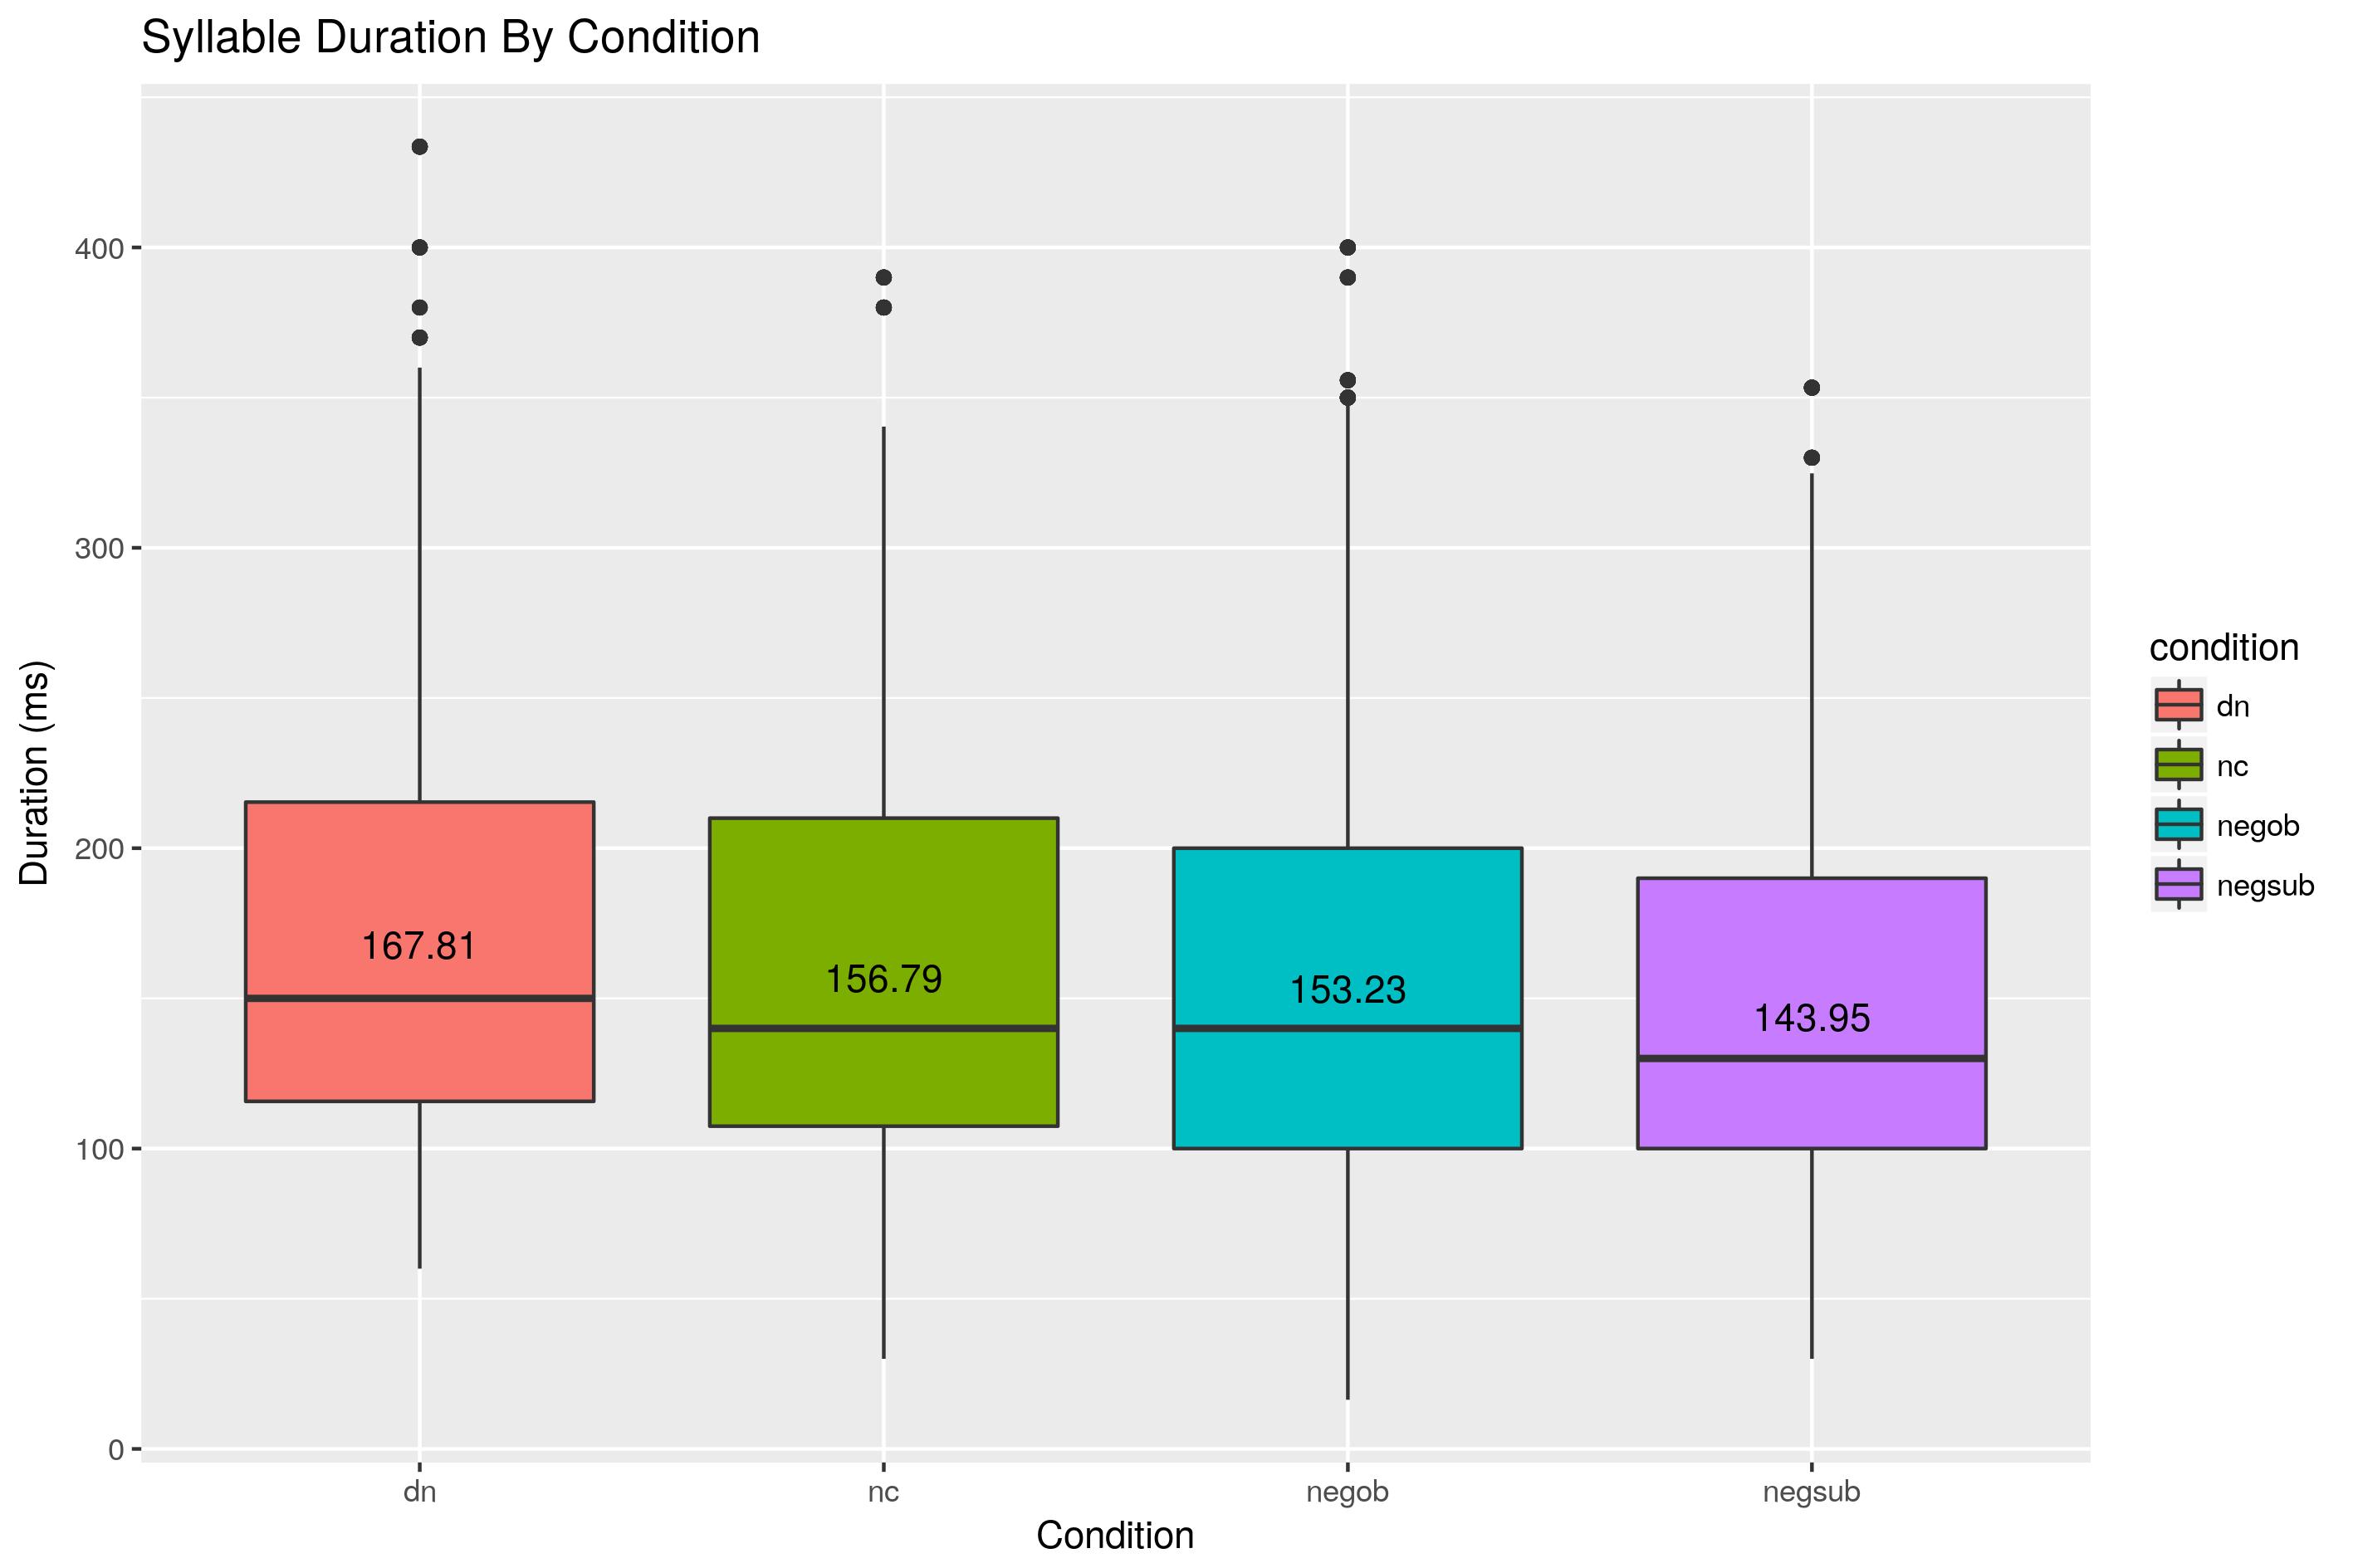 Syllable Duration By Condition
Duration (ms)
400
300
200
100
0
167.81
156.79
153.23
143.95
dn
nc
negob
negsub
Condition
condition
dn
nc
negob
negsub